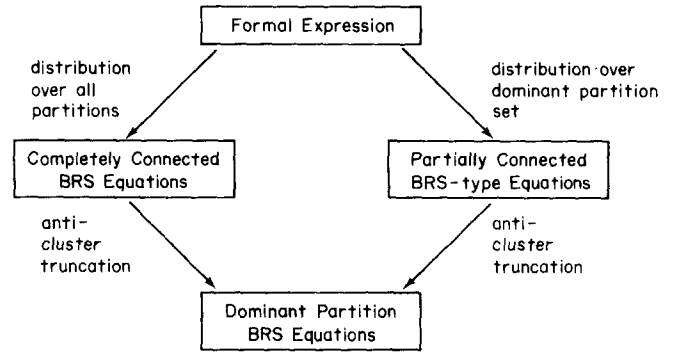 Formal Expression
distribution
over all
partitions
distribution over
dominant partition
set
Completely Connected
BRS Equations
Partially Connected
BRS-type Equations
anti-
cluster
truncation
anti-
cluster
truncation
Dominant Partition
BRS Equations